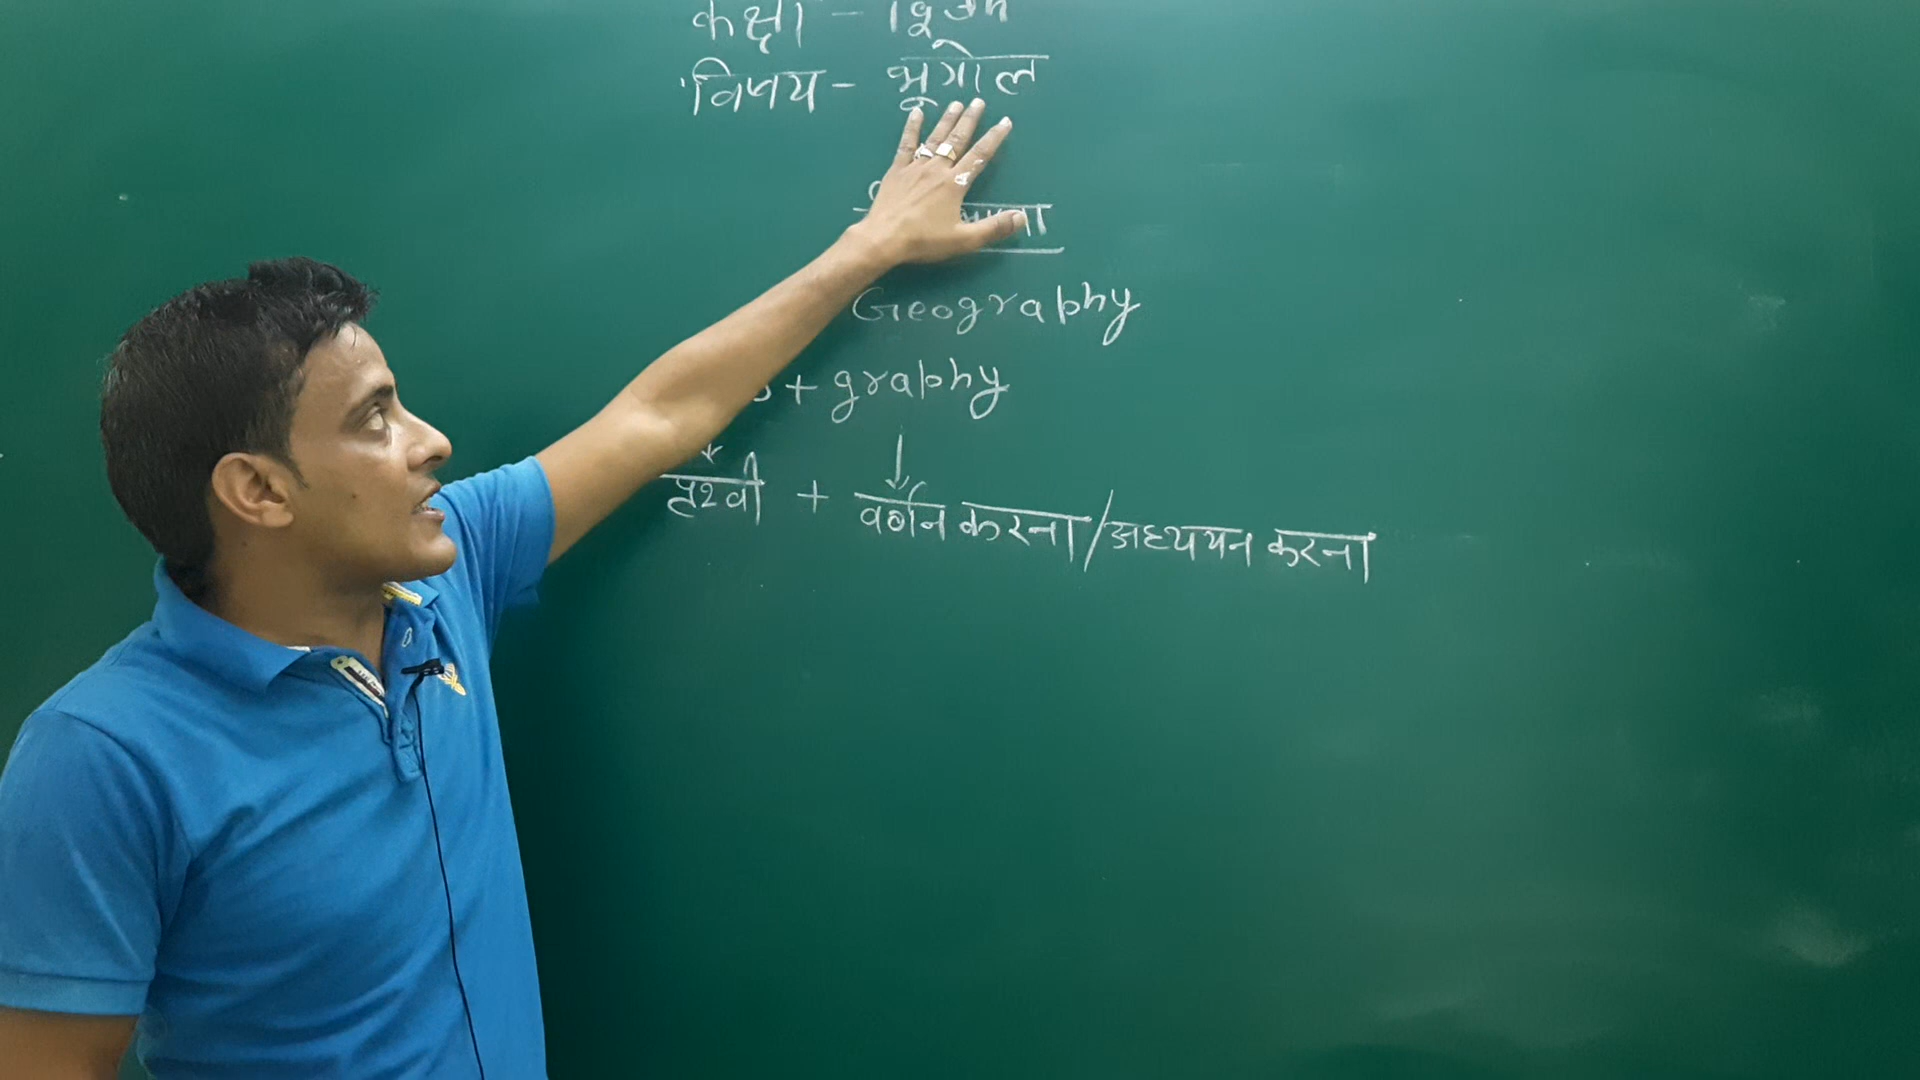 कक्षा -
विषय - भूगोल
Geography
+ graphy
पृथ्वी + वर्णन करना/अध्ययन करना